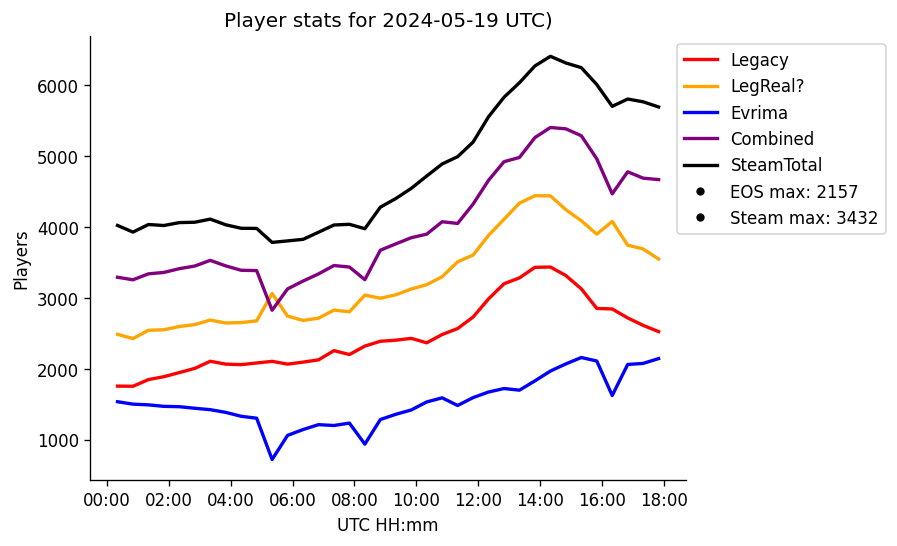 Player stats for 2024-05-19 UTC)
Legacy
LegReal?
Evrima
Combined
SteamTotal
EOS max: 2157
Steam max: 3432
Players
6000
5000
4000
3000
2000
1000
00:00 02:00 04:00 06:00 08:00 10:00 12:00 14:00 16:00 18:00
UTC HH:mm